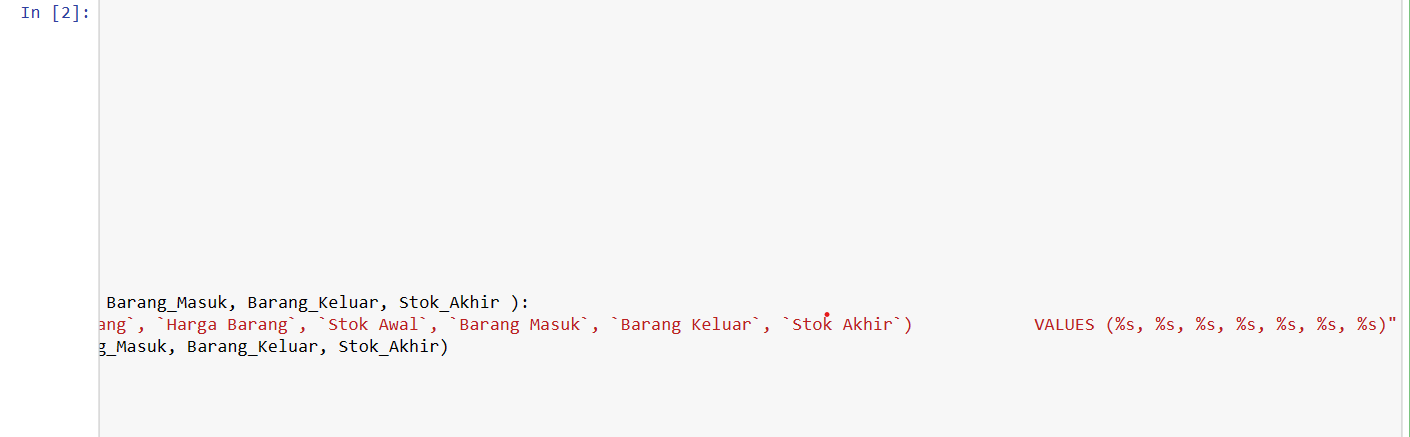 In [2]:
Barang_Masuk, Barang_Keluar, Stok_Akhir ):
ang`, `Harga Barang`, `Stok Awal`, `Barang Masuk`, `Barang Keluar`, `Stok Akhir`) VALUES (%s, %s, %s, %s, %s, %s, %s)"
g_Masuk, Barang_Keluar, Stok_Akhir)